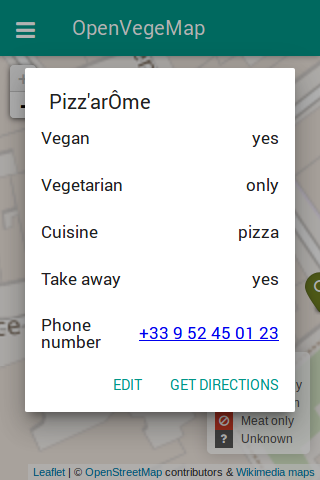 OpenVegeMap
Pizz'arÔme
Vegan yes
Vegetarian only
Cuisine pizza
Take away yes
Phone number +33 9 52 45 01 23
EDIT GET DIRECTIONS
Meat only
? Unknown
Leaflet | © OpenStreetMap contributors & Wikimedia maps